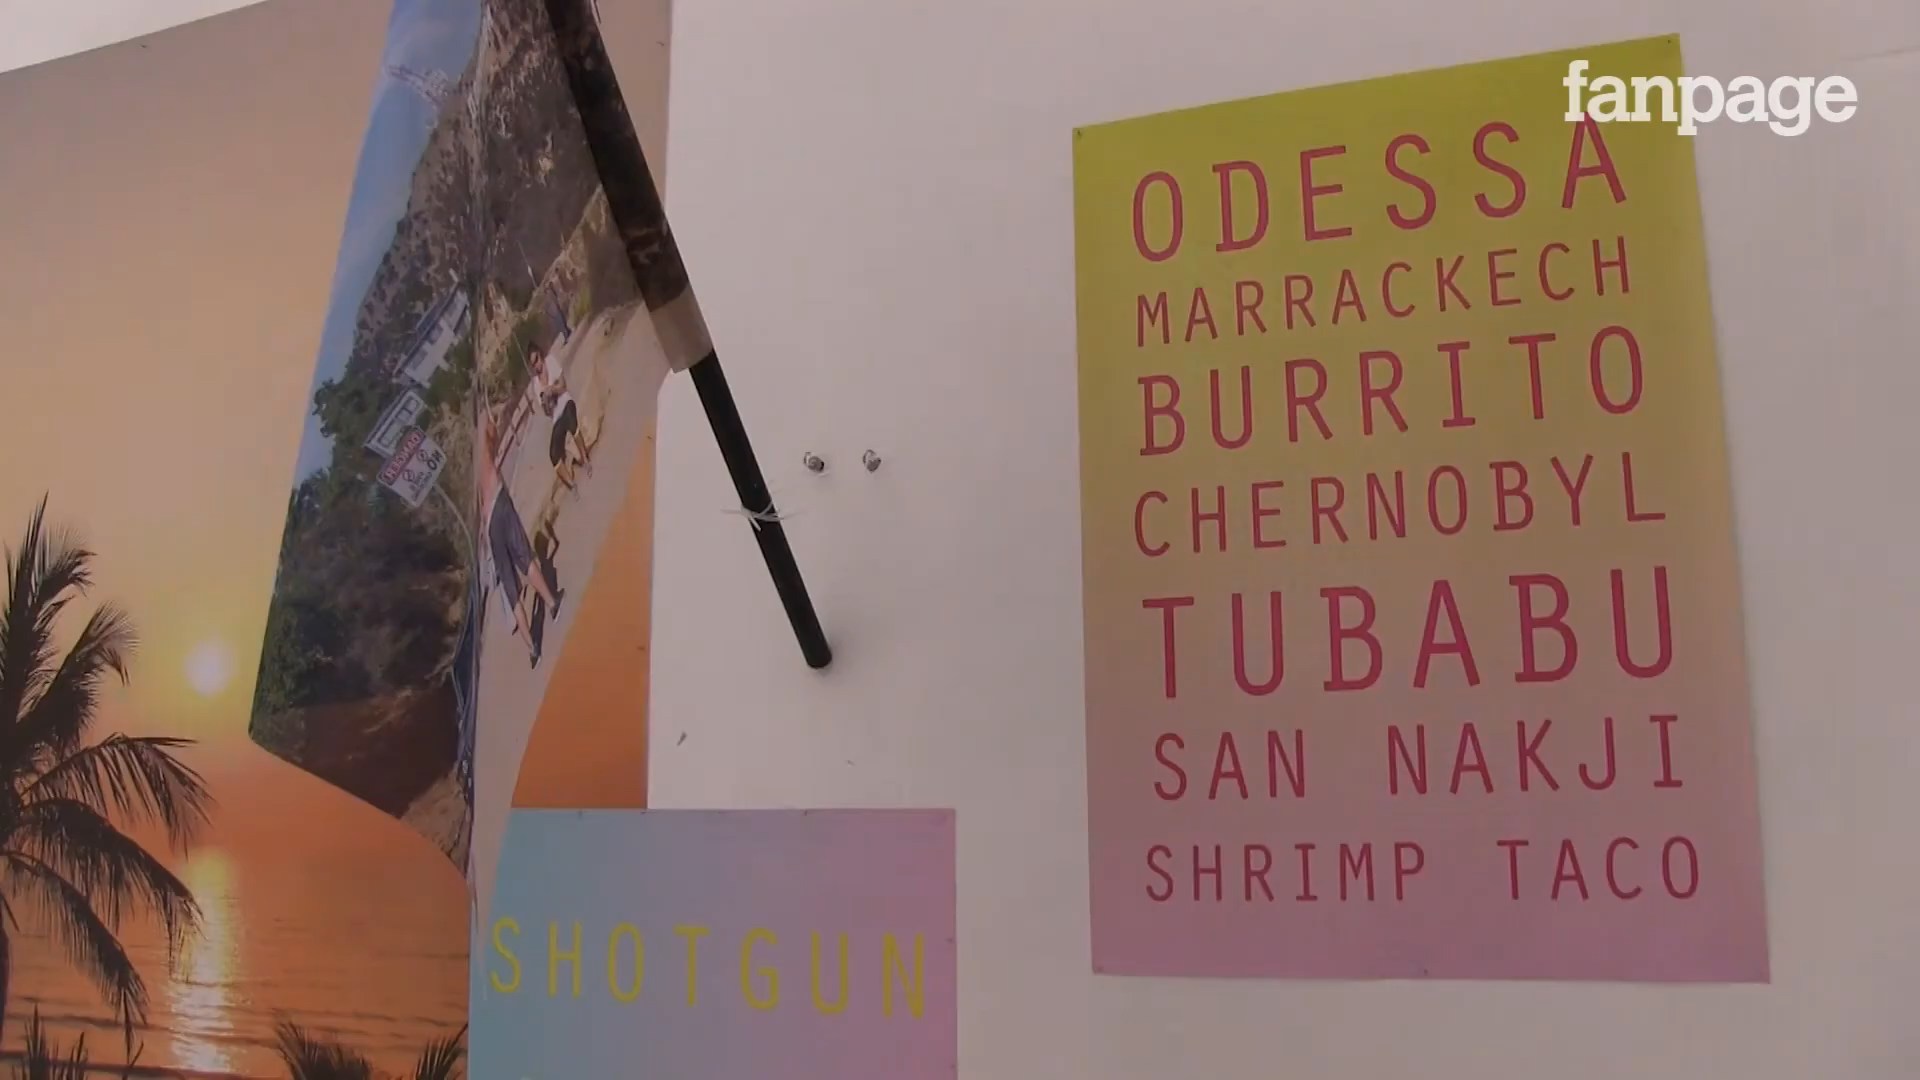 fanpage
ODESSA
MARRACKECH
BURRITO
CHERNOBYL
TUBABU
SAN NAKJI
SHRIMP TACO
SHOTGUN